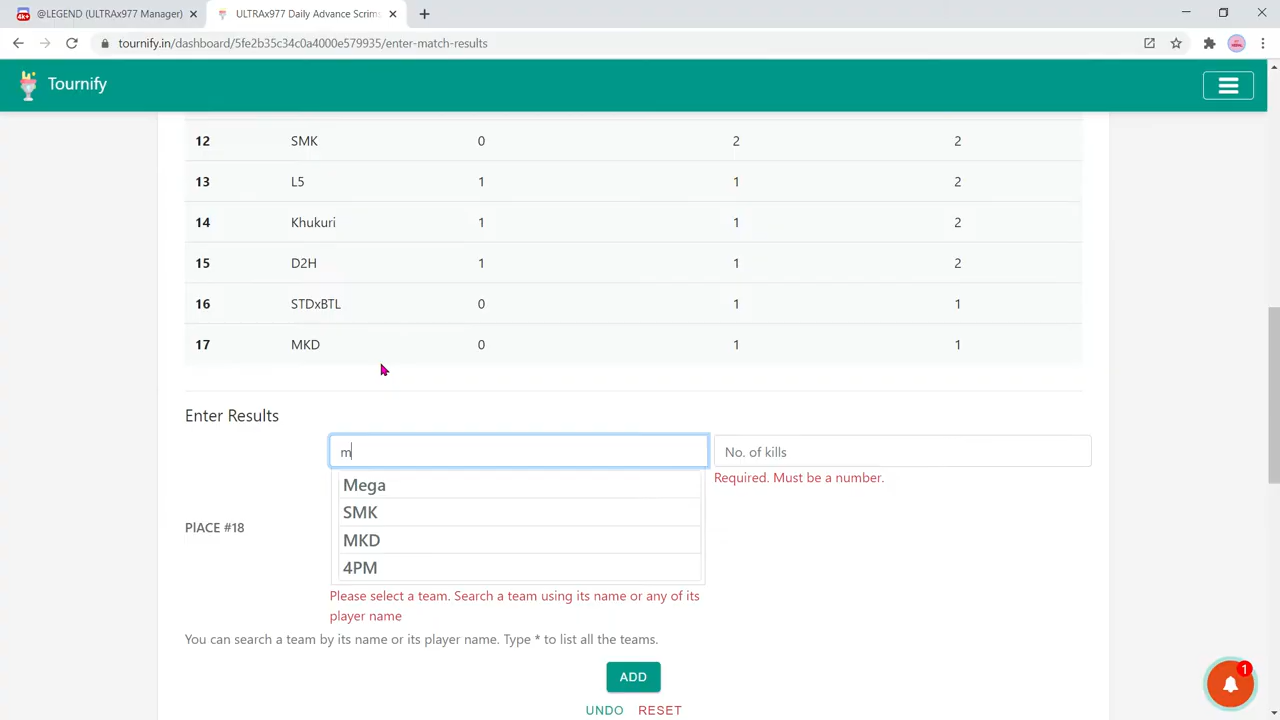 @LEGEND (ULTRAx977 Manager)
ULTRAx977 Daily Advance Scrims
tournify.in/dashboard/5fe2b35c34c0a4000e579935/enter-match-results
Tournify
12 SMK 0 2 2
13 L5 1 1 2
14 Khukuri 1 1 2
15 D2H 1 1 2
16 STDxBTL 0 1 1
17 MKD 0 1 1
Enter Results
m No. of kills
Required. Must be a number.
Mega
SMK
PlACE #18
MKD
4PM
Please select a team. Search a team using its name or any of its
player name
You can search a team by its name or its player name. Type * to list all the teams.
ADD
UNDO RESET
1